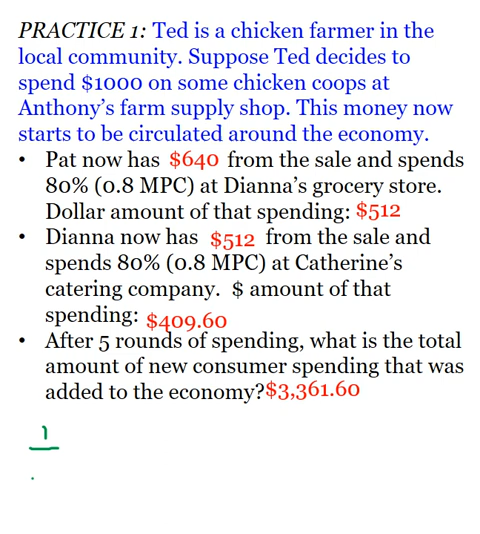 PRACTICE 1: Ted is a chicken farmer in the
local community. Suppose Ted decides to
spend $1000 on some chicken coops at
Anthony's farm supply shop. This money now
starts to be circulated around the economy.
• Pat now has $640 from the sale and spends
80% (0.8 MPC) at Dianna's grocery store.
Dollar amount of that spending: $512
• Dianna now has $512 from the sale and
spends 80% (0.8 MPC) at Catherine's
catering company. $ amount of that
spending: $409.60
• After 5 rounds of spending, what is the total
amount of new consumer spending that was
added to the economy?$3,361.60
1